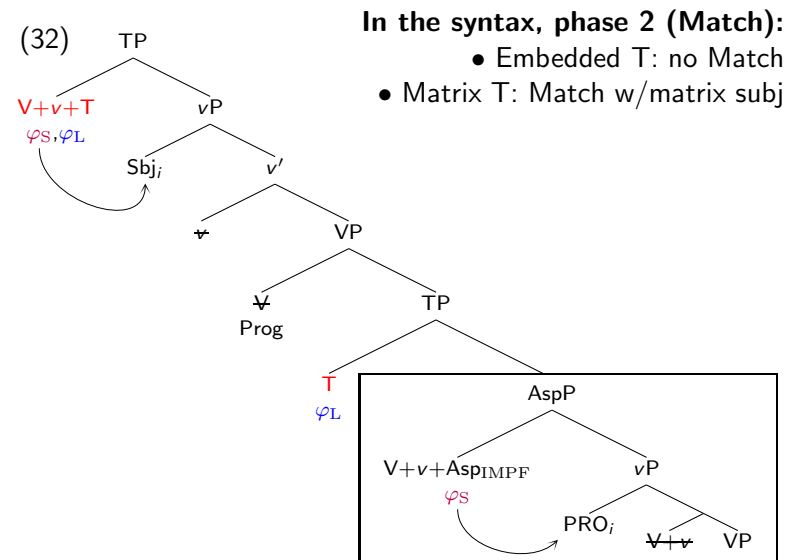 In the syntax, phase 2 (Match):
(32)
• Embedded T: no Match
• Matrix T: Match w/matrix subj
TP
V+v+T
vP
φS,φL
Sbji
v′
v
VP
V
TP
Prog
T
AspP
φL
V+v+AspIMPF
vP
φS
PROi
V+v
VP